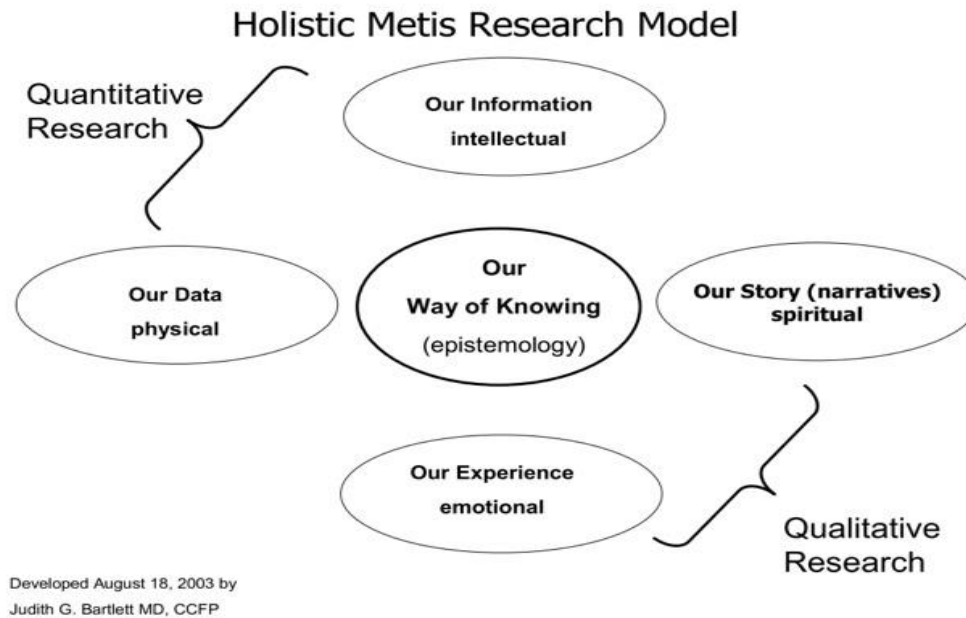 Holistic Metis Research Model
Quantitative
Research
Our Information
intellectual
Our Data
physical
Our
Way of Knowing
(epistemology)
Our Story (narratives)
spiritual
Our Experience
emotional
Qualitative
Research
Developed August 18, 2003 by
Judith G. Bartlett MD, CCFP